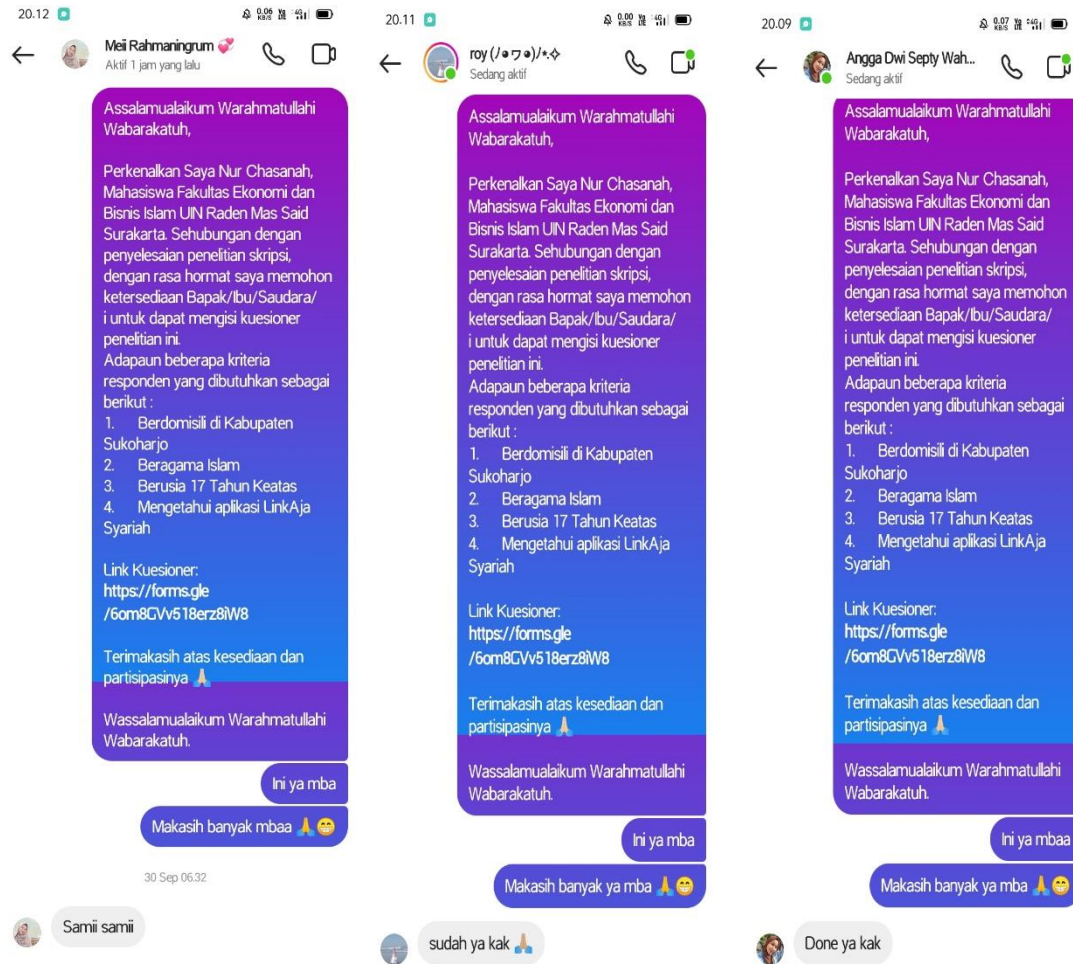 20.12
0.06 KB/S
4G
Meii Rahmaningrum 💞
Aktif 1 jam yang lalu
Assalamualaikum Warahmatullahi
Wabarakatuh,
Perkenalkan Saya Nur Chasanah,
Mahasiswa Fakultas Ekonomi dan
Bisnis Islam UIN Raden Mas Said
Surakarta. Sehubungan dengan
penyelesaian penelitian skripsi,
dengan rasa hormat saya memohon
ketersediaan Bapak/Ibu/Saudara/
i untuk dapat mengisi kuesioner
penelitian ini.
Adapaun beberapa kriteria
responden yang dibutuhkan sebagai
berikut :
1. Berdomisili di Kabupaten
Sukoharjo
2. Beragama Islam
3. Berusia 17 Tahun Keatas
4. Mengetahui aplikasi LinkAja
Syariah
Link Kuesioner:
https://forms.gle
/6om8GVv518erz8iW8
Terimakasih atas kesediaan dan
partisipasinya 🙏🏼
Wassalamualaikum Warahmatullahi
Wabarakatuh.
Ini ya mba
Makasih banyak mbaa 🙏😁
30 Sep 06.32
Samii samii
20.11
0.00 KB/S
4G
roy (ﾉ◕ヮ◕)ﾉ*.✧
Sedang aktif
Assalamualaikum Warahmatullahi
Wabarakatuh,
Perkenalkan Saya Nur Chasanah,
Mahasiswa Fakultas Ekonomi dan
Bisnis Islam UIN Raden Mas Said
Surakarta. Sehubungan dengan
penyelesaian penelitian skripsi,
dengan rasa hormat saya memohon
ketersediaan Bapak/Ibu/Saudara/
i untuk dapat mengisi kuesioner
penelitian ini.
Adapaun beberapa kriteria
responden yang dibutuhkan sebagai
berikut :
1. Berdomisili di Kabupaten
Sukoharjo
2. Beragama Islam
3. Berusia 17 Tahun Keatas
4. Mengetahui aplikasi LinkAja
Syariah
Link Kuesioner:
https://forms.gle
/6om8GVv518erz8iW8
Terimakasih atas kesediaan dan
partisipasinya 🙏🏼
Wassalamualaikum Warahmatullahi
Wabarakatuh.
Ini ya mba
Makasih banyak ya mba 🙏😁
sudah ya kak 🙏🏼
20.09
0.07 KB/S
4G
Angga Dwi Septy Wah...
Sedang aktif
Assalamualaikum Warahmatullahi
Wabarakatuh,
Perkenalkan Saya Nur Chasanah,
Mahasiswa Fakultas Ekonomi dan
Bisnis Islam UIN Raden Mas Said
Surakarta. Sehubungan dengan
penyelesaian penelitian skripsi,
dengan rasa hormat saya memohon
ketersediaan Bapak/Ibu/Saudara/
i untuk dapat mengisi kuesioner
penelitian ini.
Adapaun beberapa kriteria
responden yang dibutuhkan sebagai
berikut :
1. Berdomisili di Kabupaten
Sukoharjo
2. Beragama Islam
3. Berusia 17 Tahun Keatas
4. Mengetahui aplikasi LinkAja
Syariah
Link Kuesioner:
https://forms.gle
/6om8GVv518erz8iW8
Terimakasih atas kesediaan dan
partisipasinya 🙏🏼
Wassalamualaikum Warahmatullahi
Wabarakatuh.
Ini ya mbaa
Makasih banyak ya mba 🙏😁
Done ya kak